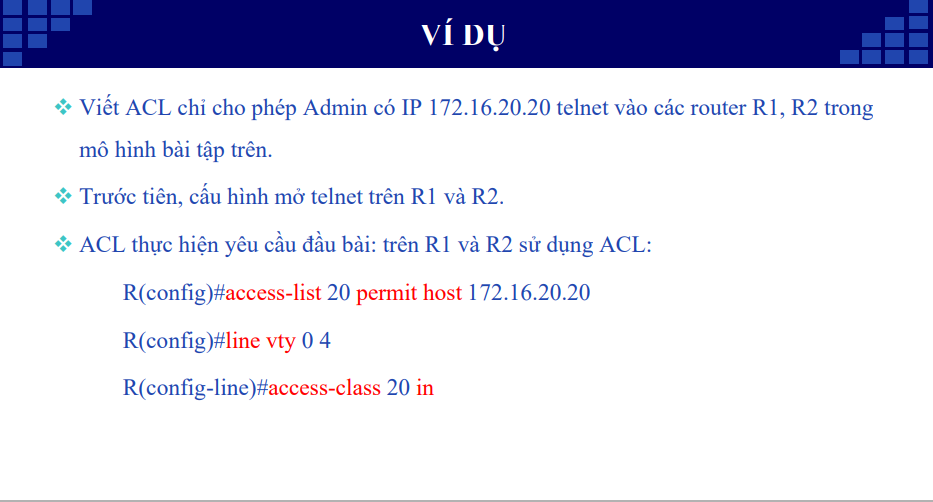 VÍ DỤ
Viết ACL chỉ cho phép Admin có IP 172.16.20.20 telnet vào các router R1, R2 trong
mô hình bài tập trên.
Trước tiên, cấu hình mở telnet trên R1 và R2.
ACL thực hiện yêu cầu đầu bài: trên R1 và R2 sử dụng ACL:
R(config)#access-list 20 permit host 172.16.20.20
R(config)#line vty 0 4
R(config-line)#access-class 20 in